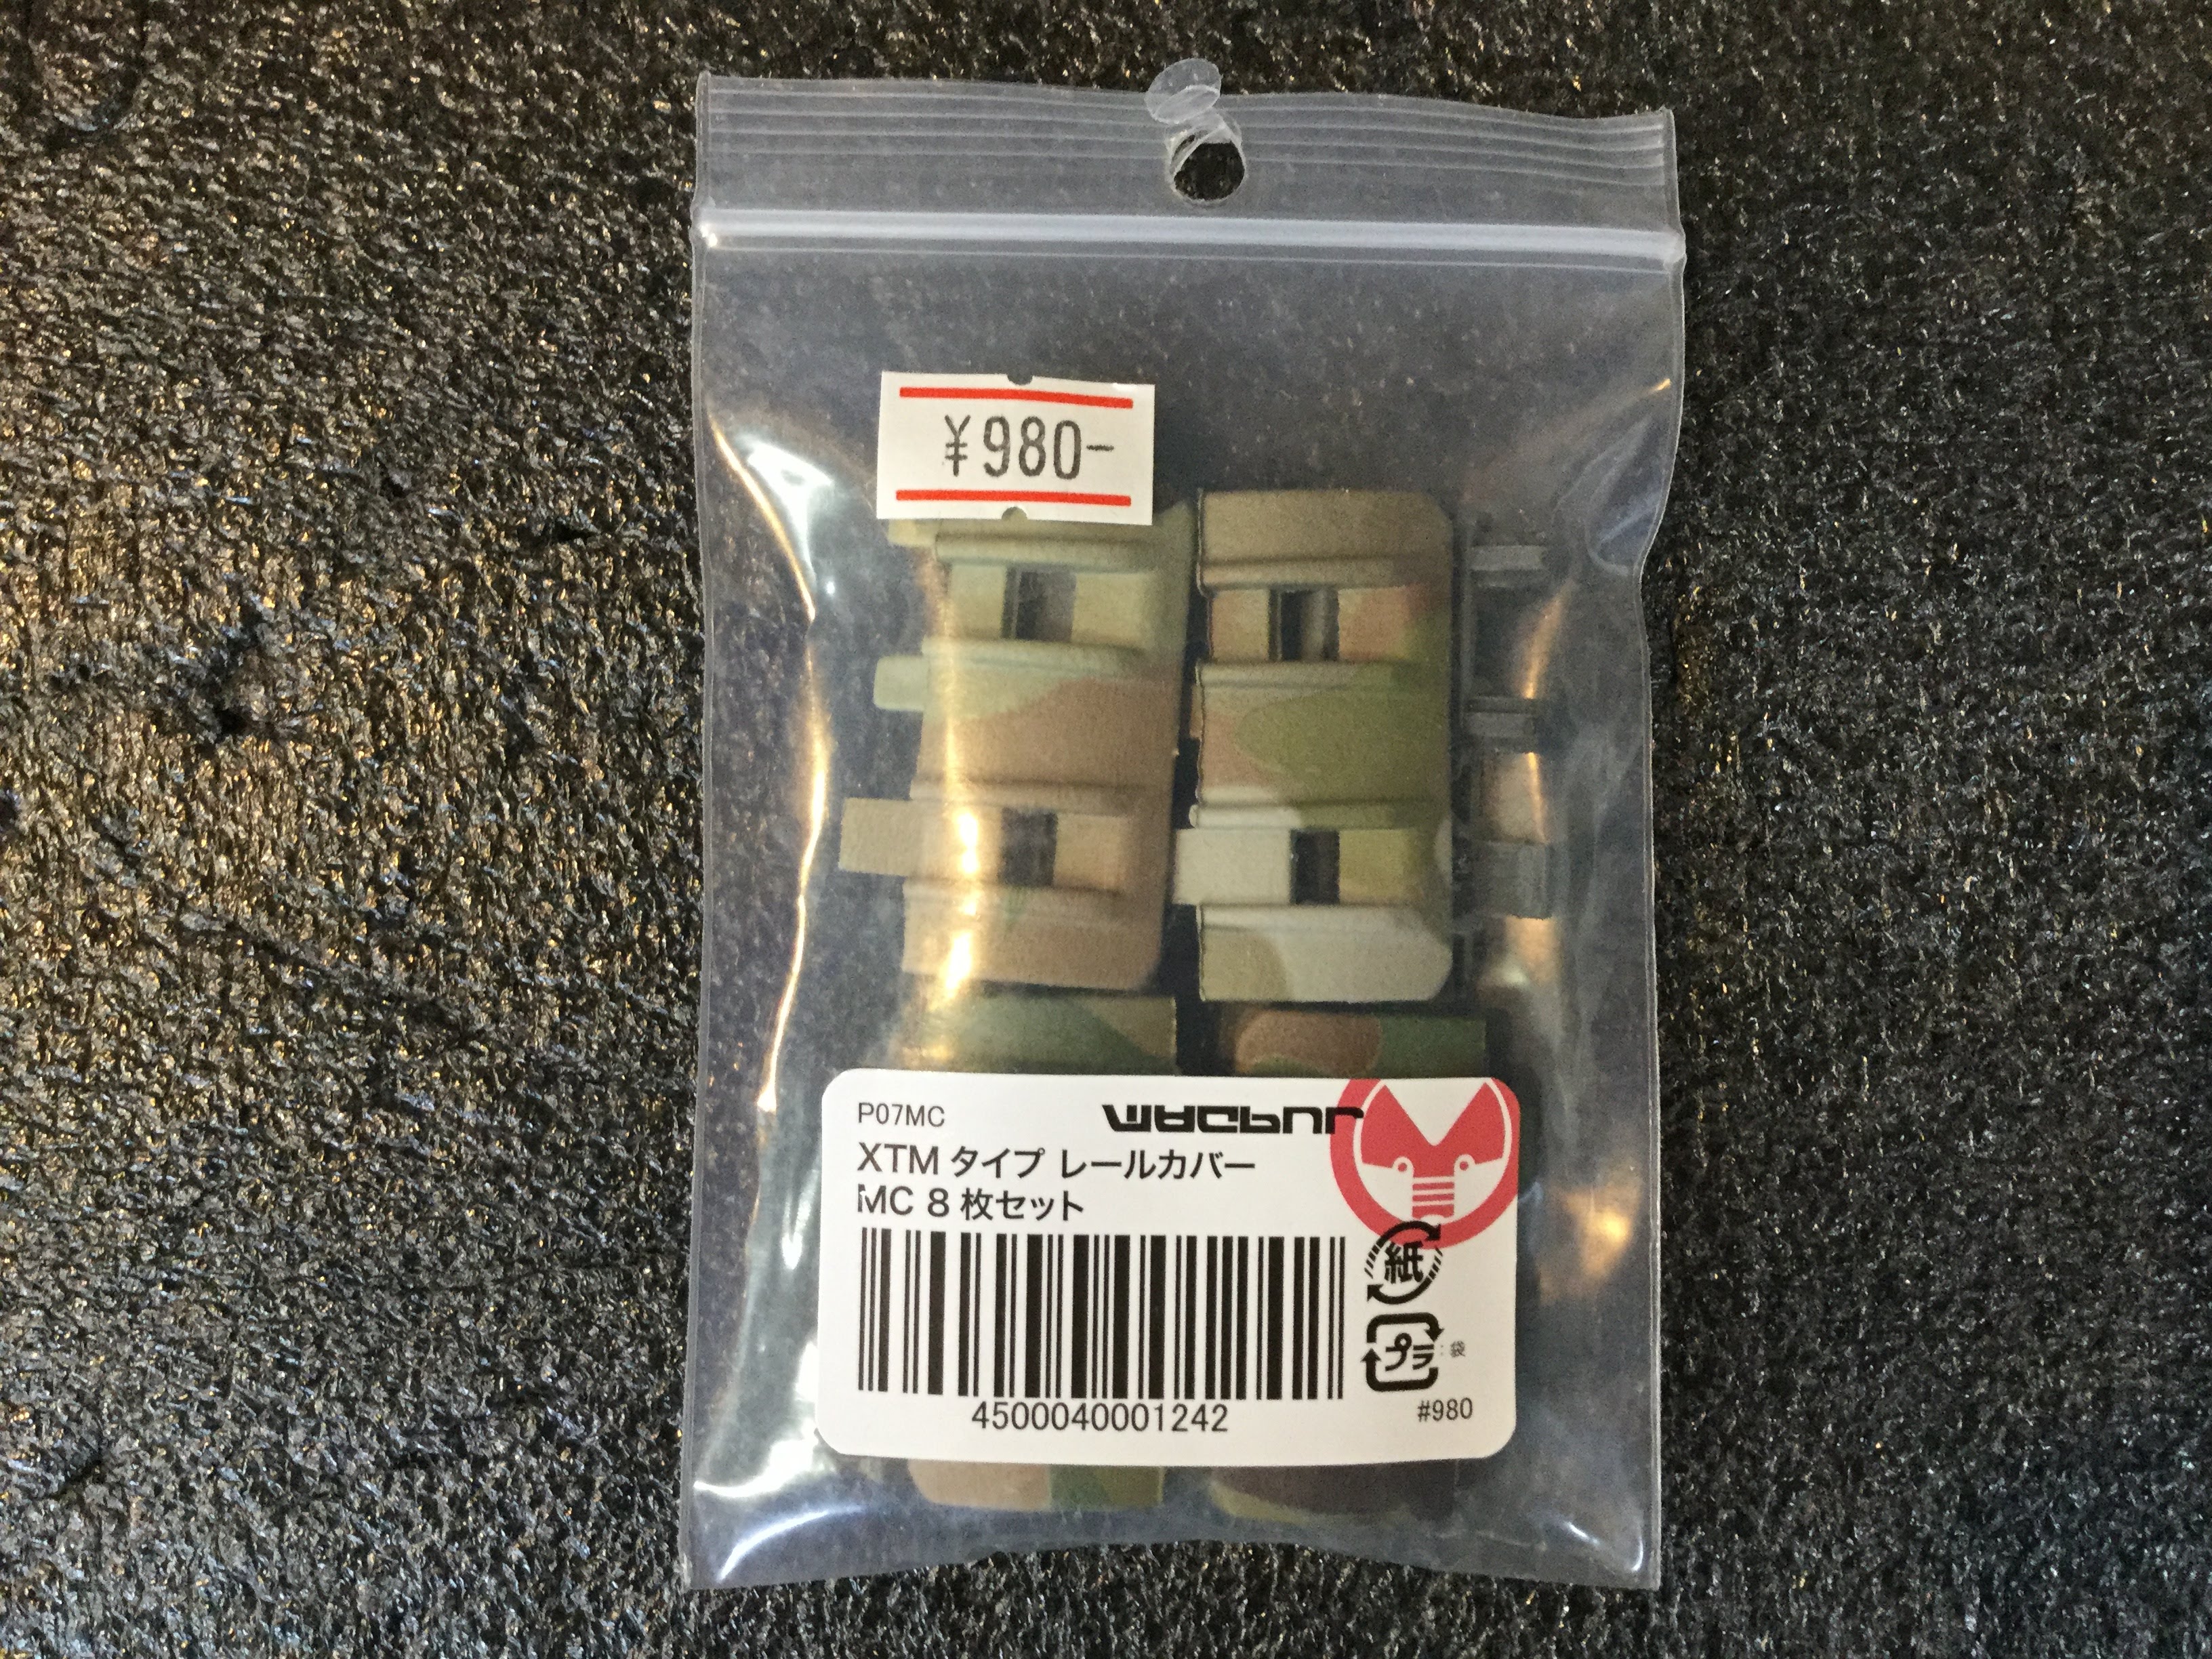 ¥980-
P07MC
XTM タイプ レールカバー
MC 8 枚セット
紙
プラ
:袋
4500040001242
#980